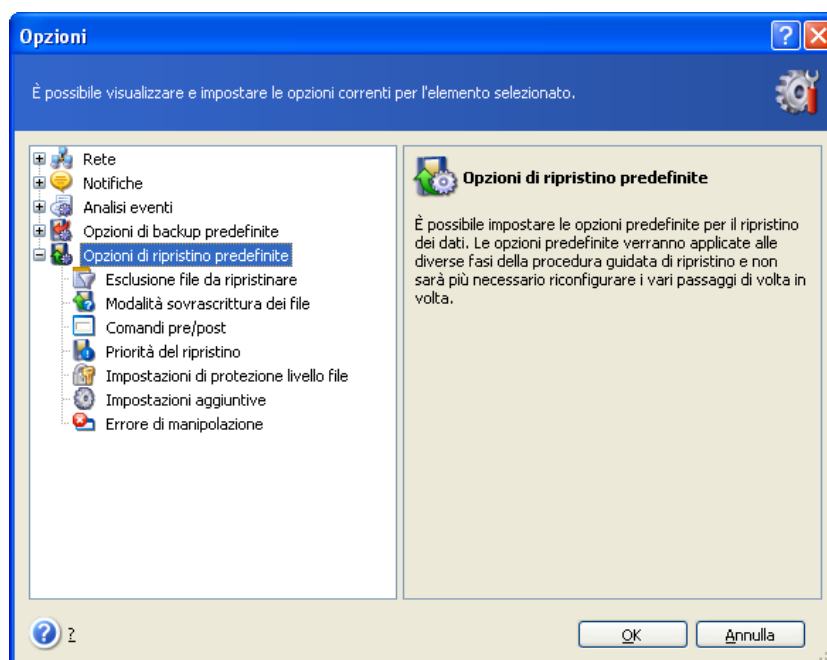 Opzioni
È possibile visualizzare e impostare le opzioni correnti per l'elemento selezionato.
Rete
Notifiche
Analisi eventi
Opzioni di backup predefinite
Opzioni di ripristino predefinite
Esclusione file da ripristinare
Modalità sovrascrittura dei file
Comandi pre/post
Priorità del ripristino
Impostazioni di protezione livello file
Impostazioni aggiuntive
Errore di manipolazione
Opzioni di ripristino predefinite
È possibile impostare le opzioni predefinite per il ripristino
dei dati. Le opzioni predefinite verranno applicate alle
diverse fasi della procedura guidata di ripristino e non
sarà più necessario riconfigurare i vari passaggi di volta in
volta.
?
OK
Annulla